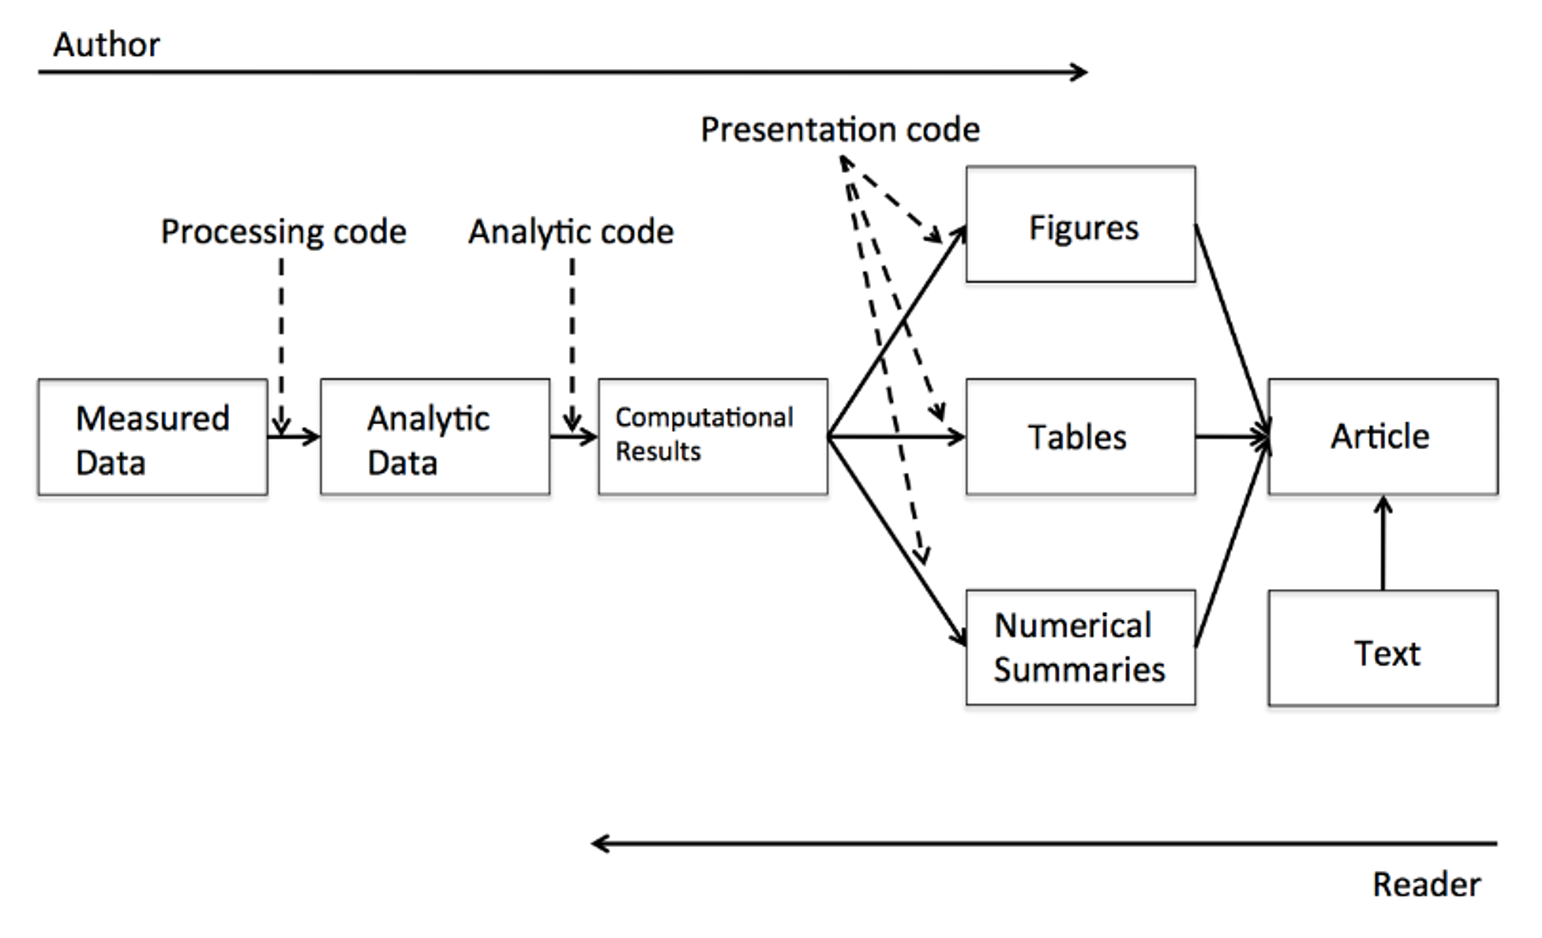 Author
Presentation code
Processing code
Analytic code
Figures
Measured
Data
Analytic
Data
Computational
Results
Tables
Article
Numerical
Summaries
Text
Reader